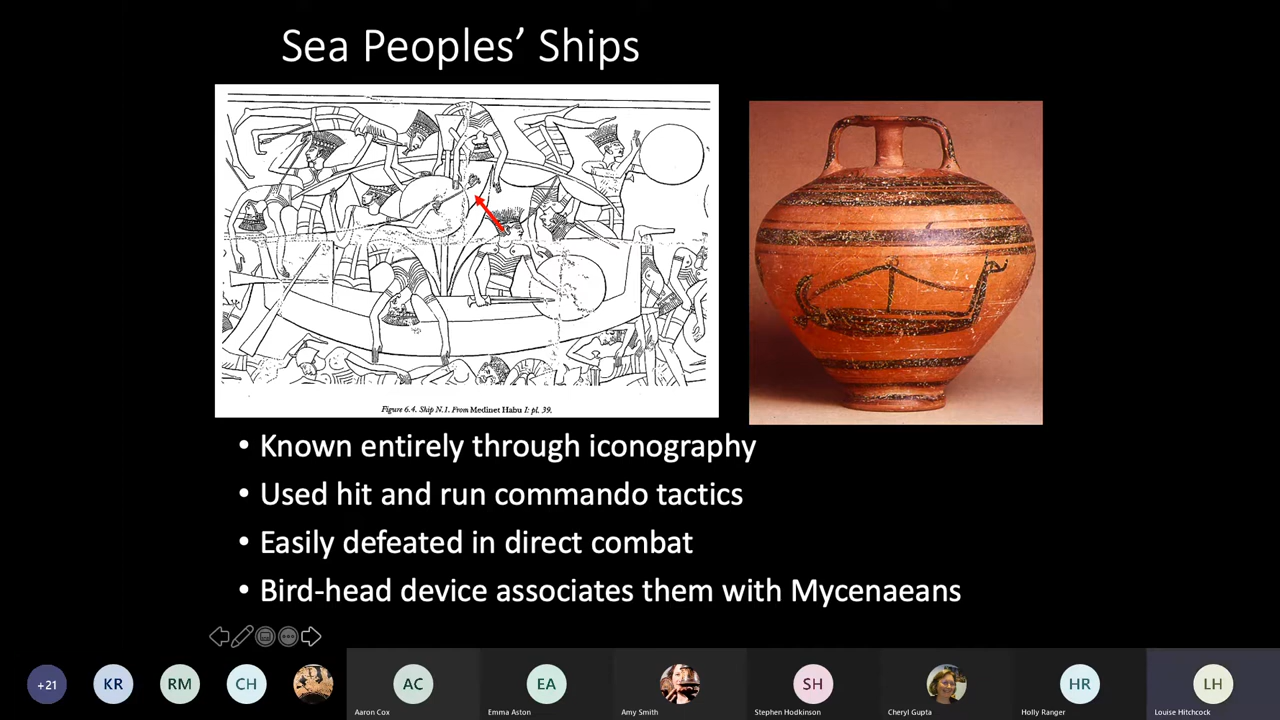 Sea Peoples’ Ships
Figure 6.4. Ship N.1. From Medinet Habu I: pl. 39.
• Known entirely through iconography
• Used hit and run commando tactics
• Easily defeated in direct combat
• Bird-head device associates them with Mycenaeans
+21
KR
RM
CH
AC
EA
SH
HR
LH
Aaron Cox
Emma Aston
Amy Smith
Stephen Hodkinson
Cheryl Gupta
Holly Ranger
Louise Hitchcock